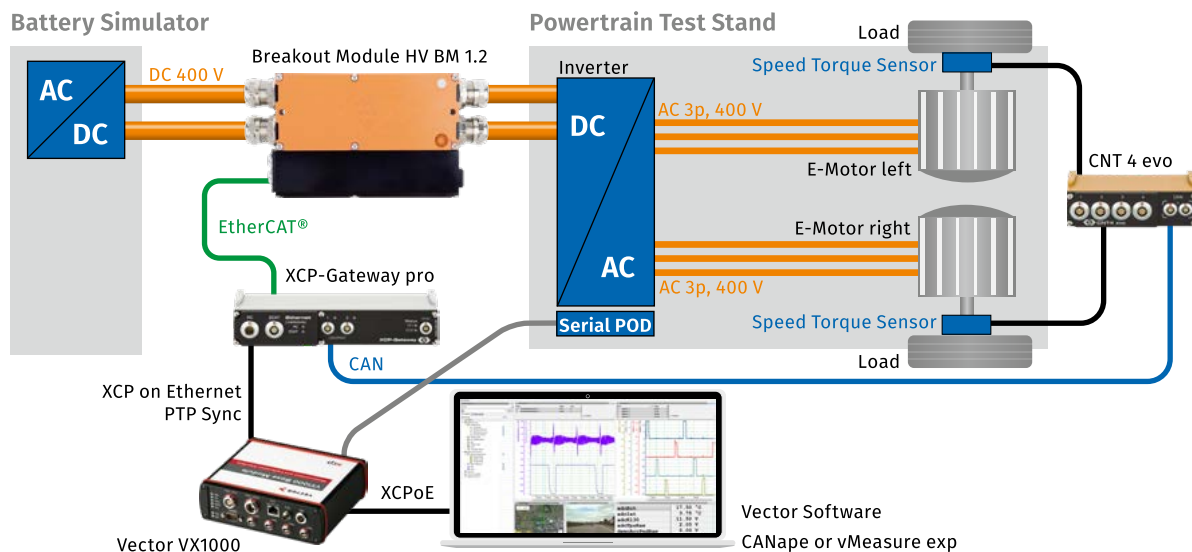 Battery Simulator
Powertrain Test Stand
Load
Breakout Module HV BM 1.2
Inverter
Speed Torque Sensor
DC 400 V
AC
DC
AC 3p, 400 V
DC
E-Motor left
CNT 4 evo
EtherCAT®
E-Motor right
AC
XCP-Gateway pro
AC 3p, 400 V
Serial POD
Speed Torque Sensor
Load
CAN
XCP on Ethernet
PTP Sync
XCPoE
Vector VX1000
Vector Software
CANape or vMeasure exp